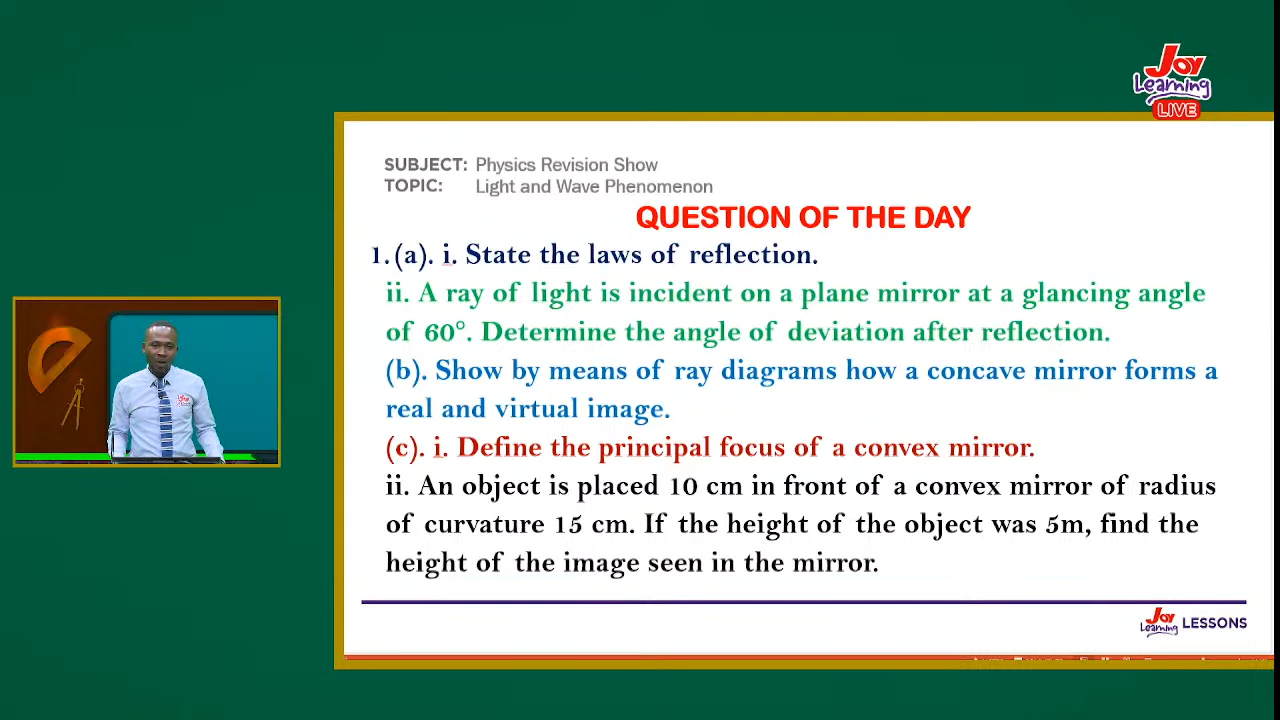 Joy
Learning
LIVE
SUBJECT: Physics Revision Show
TOPIC: Light and Wave Phenomenon
QUESTION OF THE DAY
1.(a). i. State the laws of reflection.
ii. A ray of light is incident on a plane mirror at a glancing angle
of 60°. Determine the angle of deviation after reflection.
(b). Show by means of ray diagrams how a concave mirror forms a
real and virtual image.
(c). i. Define the principal focus of a convex mirror.
ii. An object is placed 10 cm in front of a convex mirror of radius
of curvature 15 cm. If the height of the object was 5m, find the
height of the image seen in the mirror.
Joy Learning LESSONS